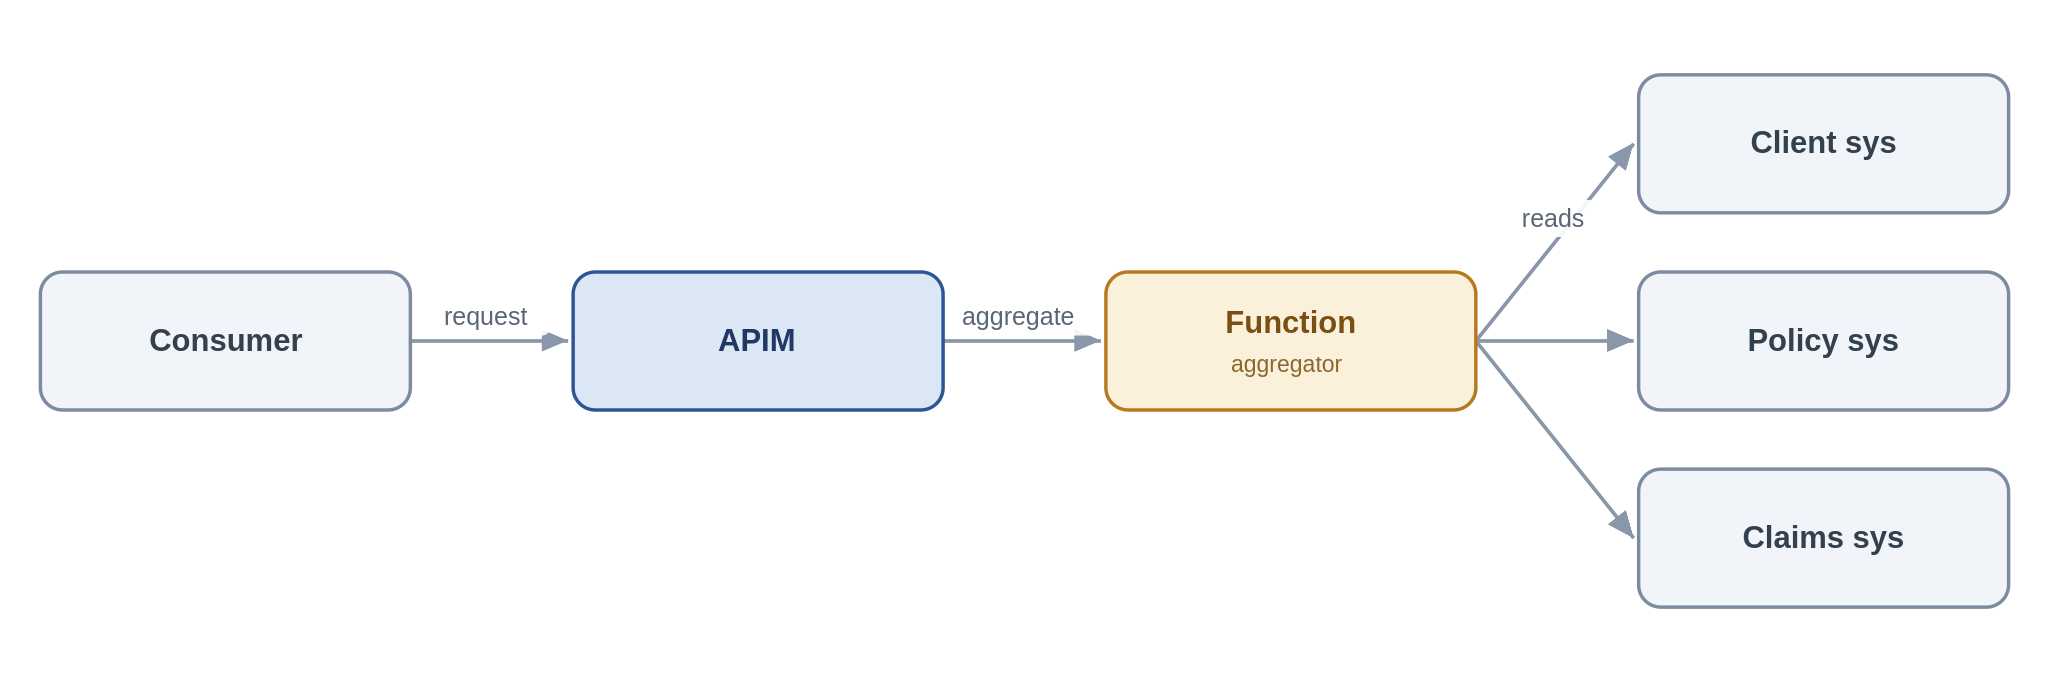 Consumer
request
APIM
aggregate
Function
aggregator
reads
Client sys
Policy sys
Claims sys